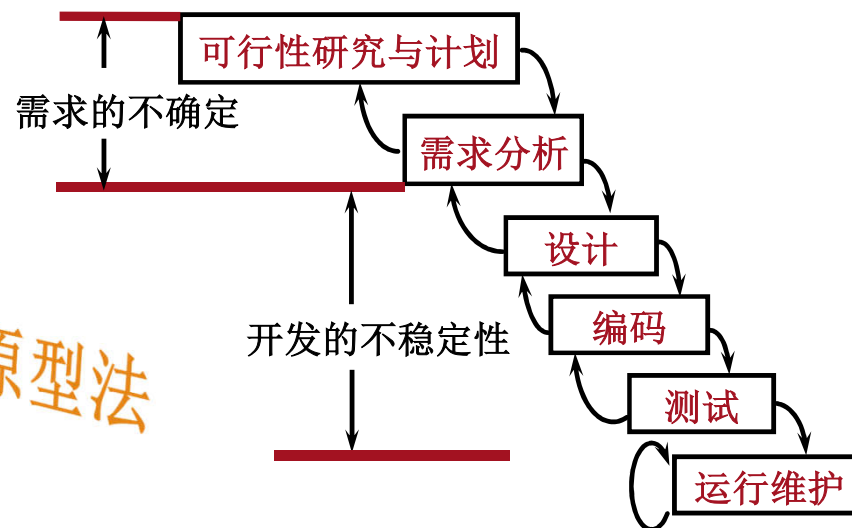 可行性研究与计划
需求的不确定
需求分析
设计
开发的不稳定性
编码
原型法
测试
运行维护